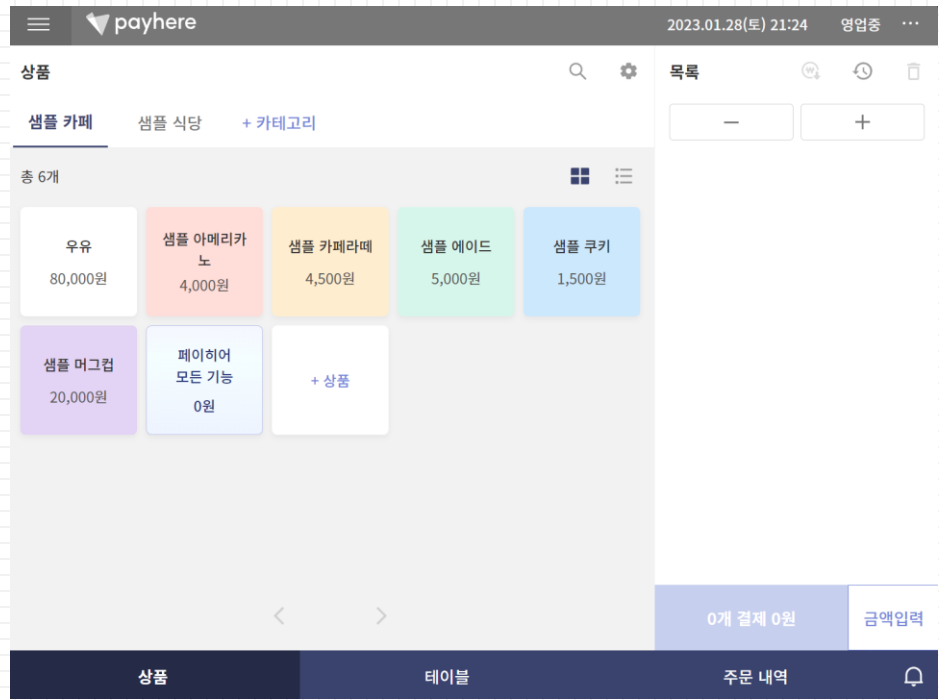 payhere
2023.01.28(토) 21:24 영업중 ...
상품
목록
샘플 카페 샘플 식당 + 카테고리
− +
총 6개
우유
80,000원
샘플 아메리카
노
4,000원
샘플 카페라떼
4,500원
샘플 에이드
5,000원
샘플 쿠키
1,500원
샘플 머그컵
20,000원
페이히어
모든 기능
0원
+ 상품
0개 결제 0원
금액입력
상품 테이블 주문 내역